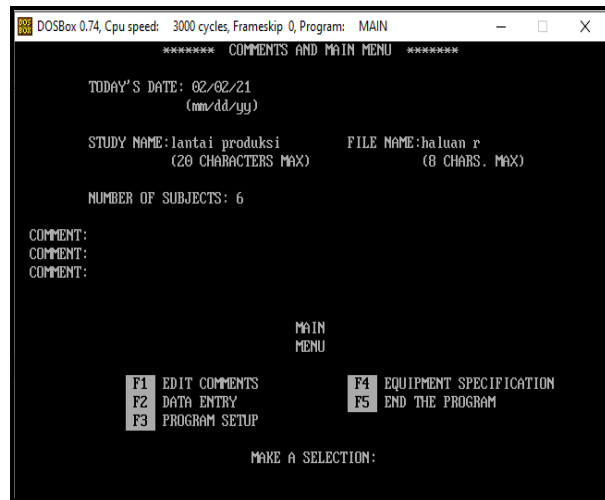 DOSBox 0.74, Cpu speed: 3000 cycles, Frameskip 0, Program: MAIN
******* COMMENTS AND MAIN MENU *******
TODAY'S DATE: 02/02/21
(mm/dd/yy)
STUDY NAME:lantai produksi FILE NAME:haluan r
(20 CHARACTERS MAX) (8 CHARS. MAX)
NUMBER OF SUBJECTS: 6
COMMENT:
COMMENT:
COMMENT:
MAIN
MENU
F1 EDIT COMMENTS F4 EQUIPMENT SPECIFICATION
F2 DATA ENTRY F5 END THE PROGRAM
F3 PROGRAM SETUP
MAKE A SELECTION: